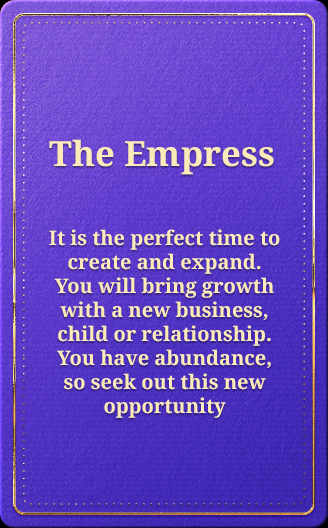 The Empress
It is the perfect time to
create and expand.
You will bring growth
with a new business,
child or relationship.
You have abundance,
so seek out this new
opportunity